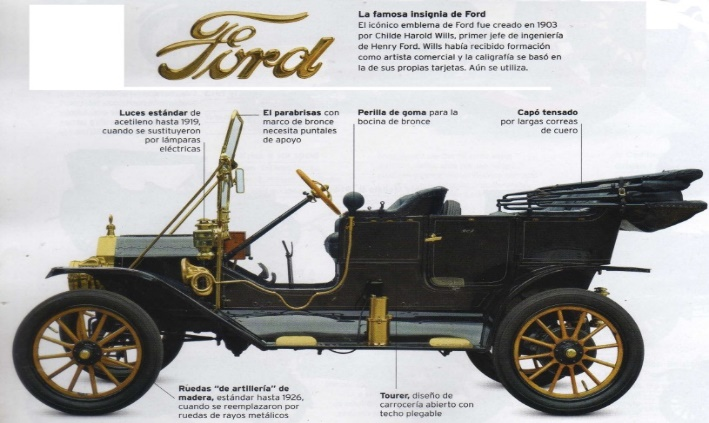 Ford
La famosa insignia de Ford
El icónico emblema de Ford fue creado en 1903
por Childe Harold Wills, primer jefe de ingeniería
de Henry Ford. Wills había recibido formación
como artista comercial y la caligrafía se basó en
la de sus propias tarjetas. Aún se utiliza.
Luces estándar de
acetileno hasta 1919,
cuando se sustituyeron
por lámparas
eléctricas
El parabrisas con
marco de bronce
necesita puntales
de apoyo
Perilla de goma para la
bocina de bronce
Capó tensado
por largas correas
de cuero
Ruedas "de artillería" de
madera, estándar hasta 1926,
cuando se reemplazaron por
ruedas de rayos metálicos
Tourer, diseño de
carrocería abierto con
techo plegable